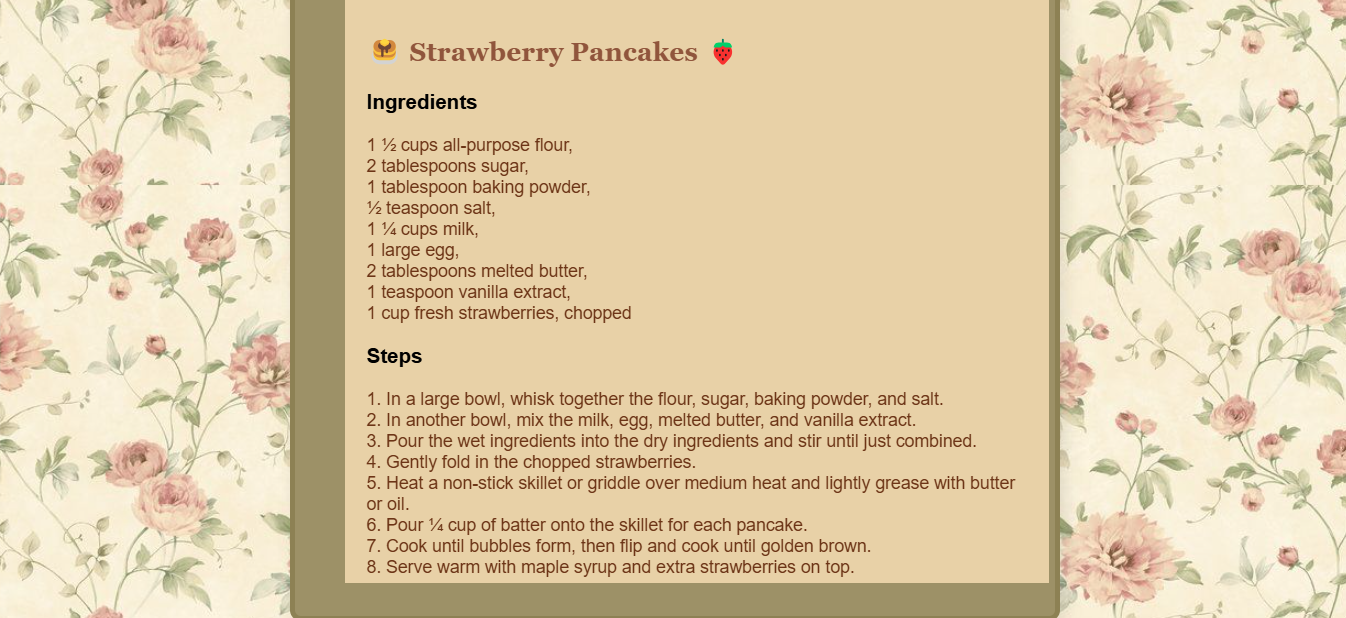 Strawberry Pancakes
Ingredients
1 ½ cups all-purpose flour,
2 tablespoons sugar,
1 tablespoon baking powder,
½ teaspoon salt,
1 ¼ cups milk,
1 large egg,
2 tablespoons melted butter,
1 teaspoon vanilla extract,
1 cup fresh strawberries, chopped
Steps
1. In a large bowl, whisk together the flour, sugar, baking powder, and salt.
2. In another bowl, mix the milk, egg, melted butter, and vanilla extract.
3. Pour the wet ingredients into the dry ingredients and stir until just combined.
4. Gently fold in the chopped strawberries.
5. Heat a non-stick skillet or griddle over medium heat and lightly grease with butter
or oil.
6. Pour ¼ cup of batter onto the skillet for each pancake.
7. Cook until bubbles form, then flip and cook until golden brown.
8. Serve warm with maple syrup and extra strawberries on top.